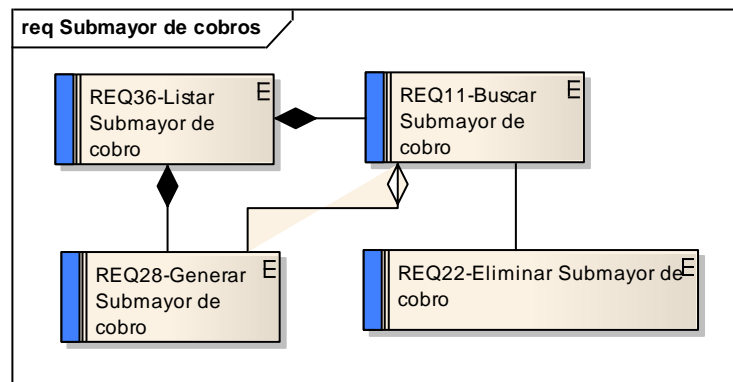 req Submayor de cobros
REQ36-Listar
Submayor de
cobro
E
REQ11-Buscar
Submayor de
cobro
E
REQ28-Generar
Submayor de
cobro
E
REQ22-Eliminar Submayor de
cobro
E